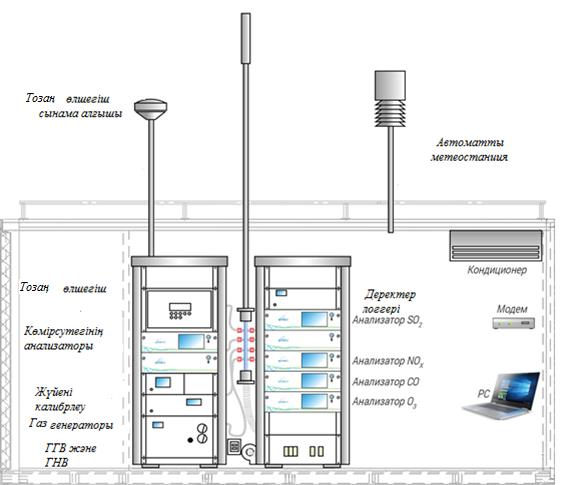 Тозаң өлшегіш
сынама алғышы
Автоматты
метеостанция
Кондиционер
Тозаң өлшегіш
Деректер
логгері
Анализатор SO2
Модем
Көмірсутегінің
анализаторы
Анализатор NOX
Анализатор CO
PC
Жүйені
калибрлеу
Анализатор O3
Газ генераторы
ГГВ және
ГНВ